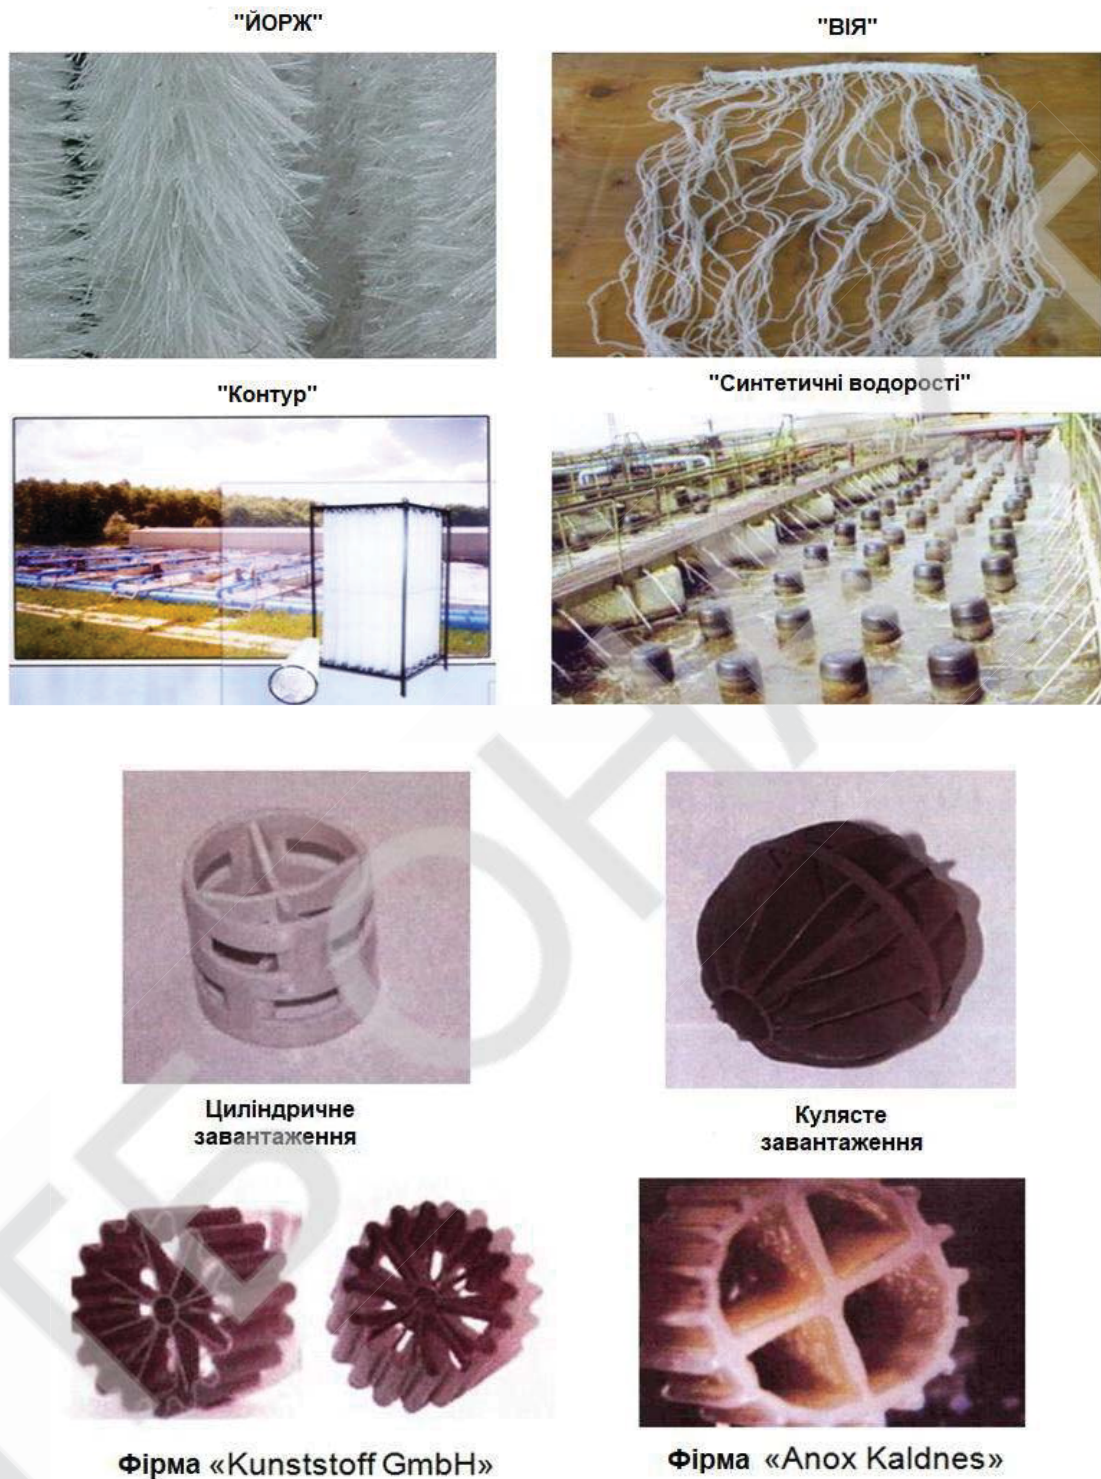 "ЙОРЖ"
"ВІЯ"
"Контур"
"Синтетичні водорості"
Циліндричне
завантаження
Кулясте
завантаження
Фірма «Kunststoff GmbH»
Фірма «Anox Kaldnes»